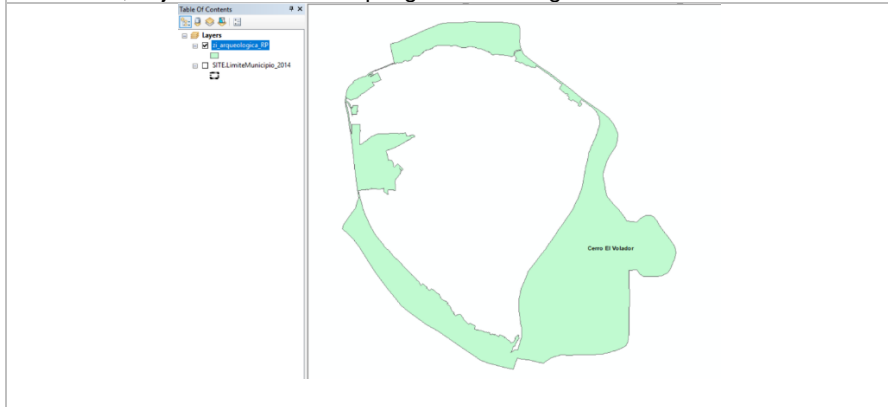 Table Of Contents
Layers
zi_arqueologica_RP
SITE.LimiteMunicipio_2014
Cerro El Volador